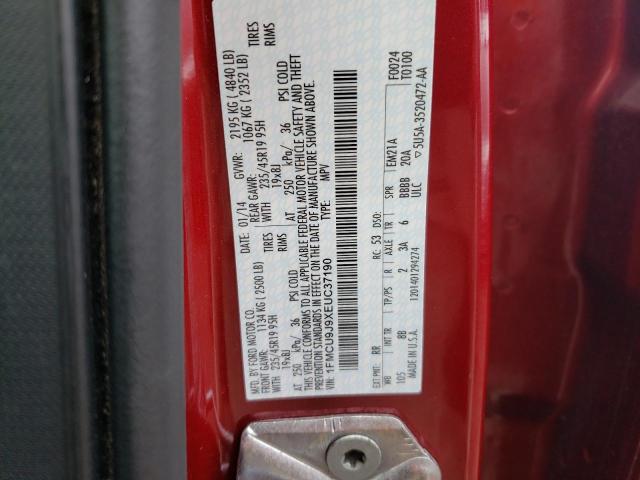 MFD. BY FORD MOTOR CO.
DATE: 01/14 GVWR: 2195 KG ( 4840 LB)
FRONT GAWR: 1134 KG ( 2500 LB) REAR GAWR: 1067 KG ( 2352 LB)
WITH 235/45R19 95H TIRES WITH 235/45R19 95H TIRES
19x8J RIMS 19x8J RIMS
AT 250 kPa/ 36 PSI COLD AT 250 kPa/ 36 PSI COLD
THIS VEHICLE CONFORMS TO ALL APPLICABLE FEDERAL MOTOR VEHICLE SAFETY AND THEFT
PREVENTION STANDARDS IN EFFECT ON THE DATE OF MANUFACTURE SHOWN ABOVE.
VIN: 1FMCU9J9XEUC37190 TYPE: MPV
EXT PNT: RR RC: 53 DSO: F0024
WB INT TR TP/PS R AXLE TR SPR EM21A T0100
105 8B 2 3A 6 BBBB 20A
MADE IN U.S.A. 1201401294274 ULC ▽5U5A-3520472-AA